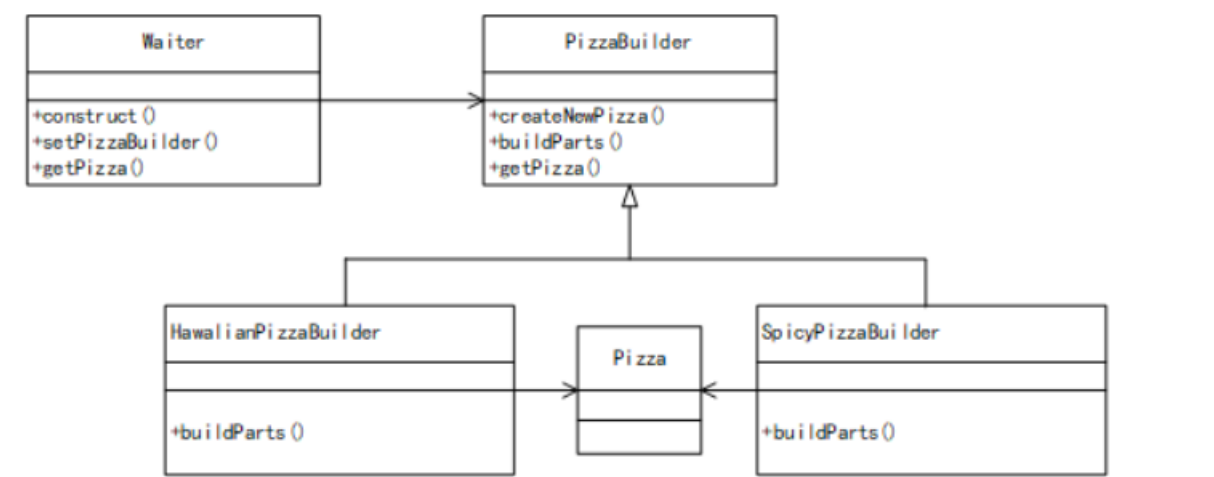 Waiter
+construct()
+setPizzaBuilder()
+getPizza()
PizzaBuilder
+createNewPizza()
+buildParts()
+getPizza()
HawalianPizzaBuilder
+buildParts()
Pizza
SpicyPizzaBuilder
+buildParts()